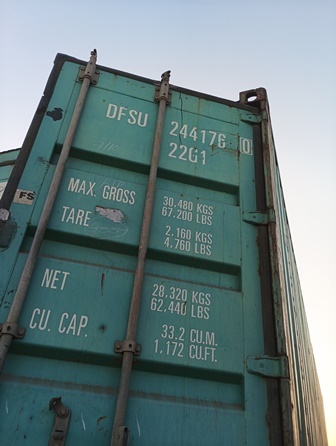 DFSU 244176 0
22G1
MAX. GROSS 30.480 KGS
67.200 LBS
TARE 2.160 KGS
4.760 LBS
NET 28.320 KGS
62.440 LBS
CU. CAP. 33.2 CU.M.
1,172 CU.FT.
FS